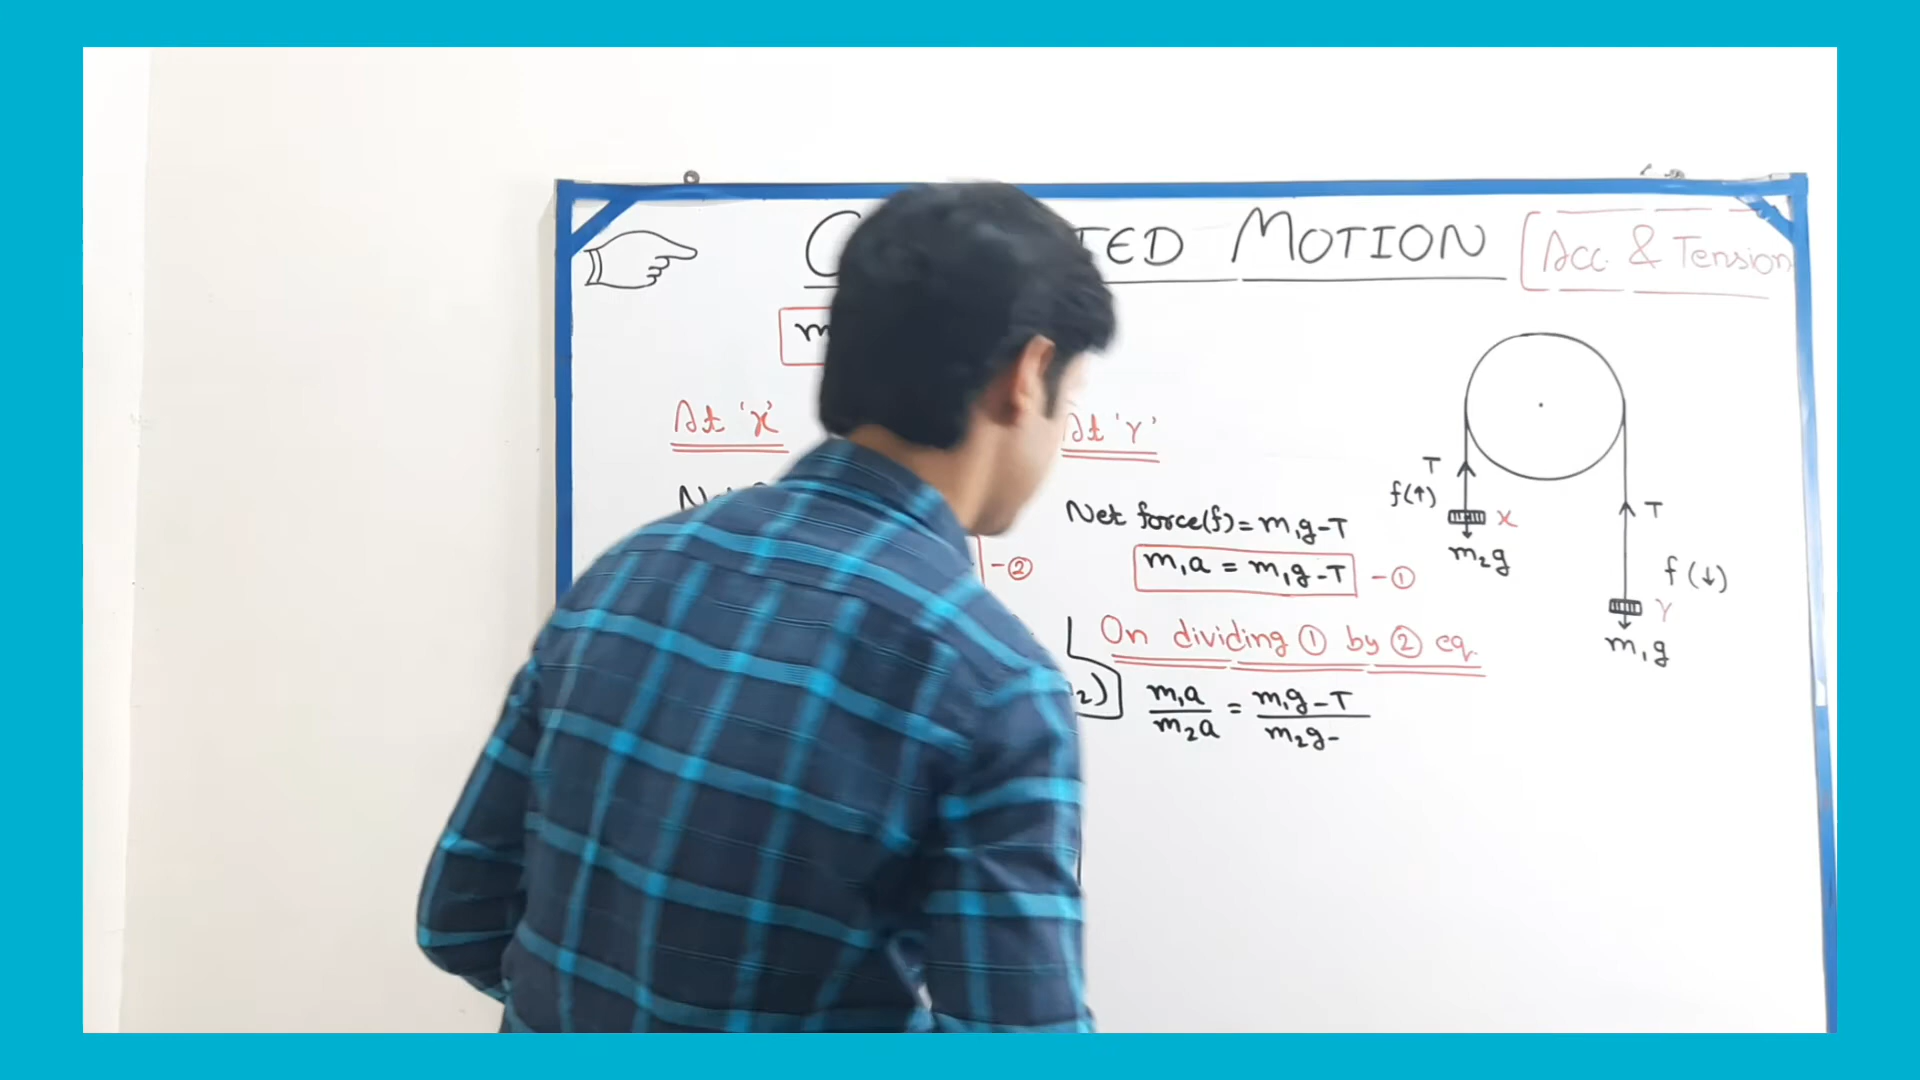 TED MOTION
Acc. & Tension
m
At 'X'
At 'Y'
Net force(f) = m₁g-T
m₁a = m₁g-T -①
-②
On dividing ① by ② eq.
₂)
m₁a/m₂a = m₁g-T/m₂g-
T
f(↑)
X
m₂g
T
f(↓)
Y
m₁g